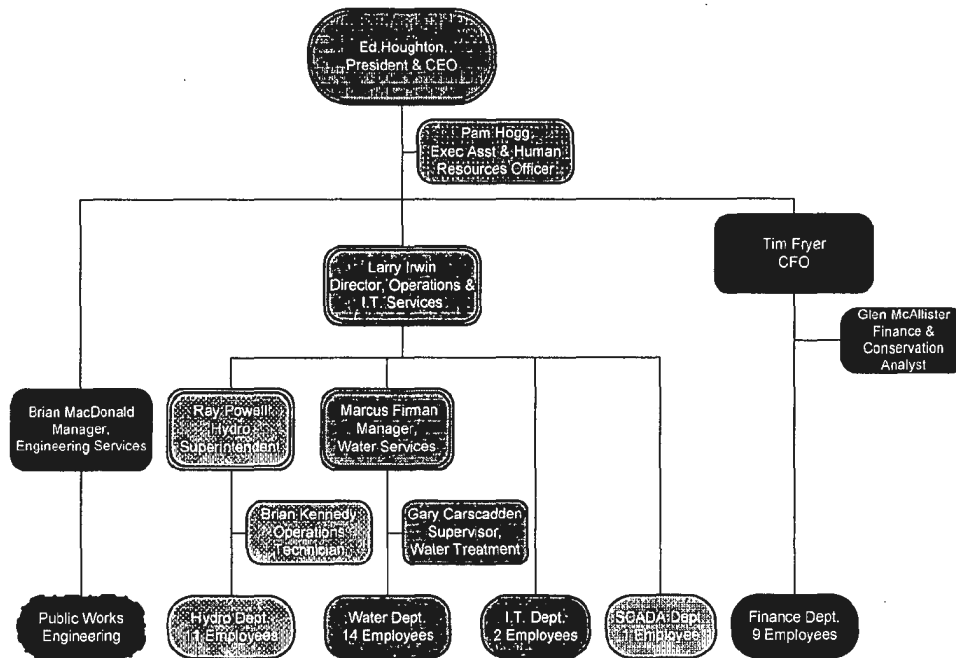 Ed Houghton
President & CEO
Pam Hogg,
Exec Asst & Human
Resources Officer
Larry Irwin
Director, Operations &
I.T. Services
Tim Fryer
CFO
Glen McAllister
Finance &
Conservation
Analyst
Brian MacDonald
Manager,
Engineering Services
Ray Powell
Hydro
Superintendent
Marcus Firman
Manager,
Water Services
Brian Kennedy
Operations
Technician
Gary Carscadden
Supervisor,
Water Treatment
Public Works
Engineering
Hydro Dept.
11 Employees
Water Dept.
14 Employees
I.T. Dept.
2 Employees
SCADA Dept.
1 Employee
Finance Dept.
9 Employees